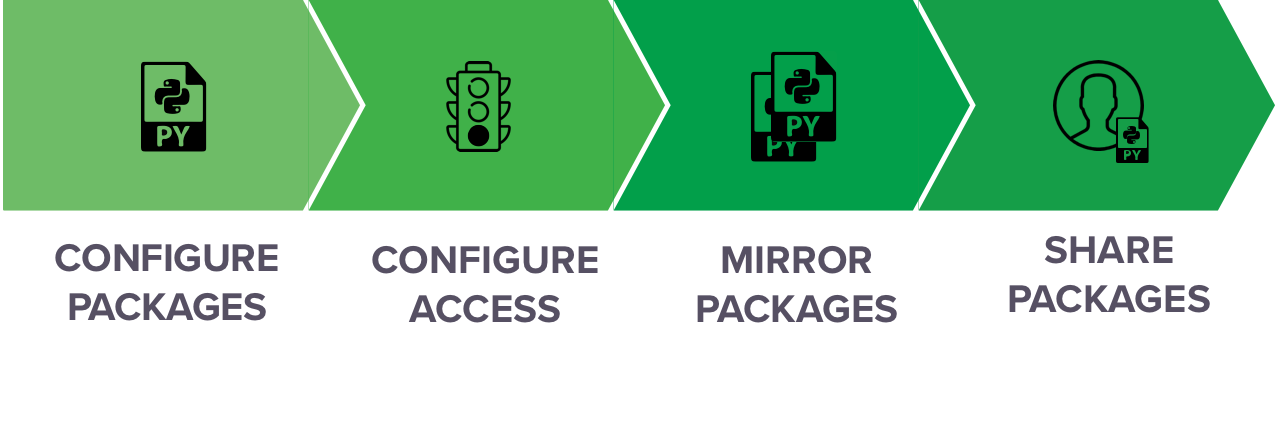 PY
PY
PY
PY
CONFIGURE
PACKAGES
CONFIGURE
ACCESS
MIRROR
PACKAGES
SHARE
PACKAGES